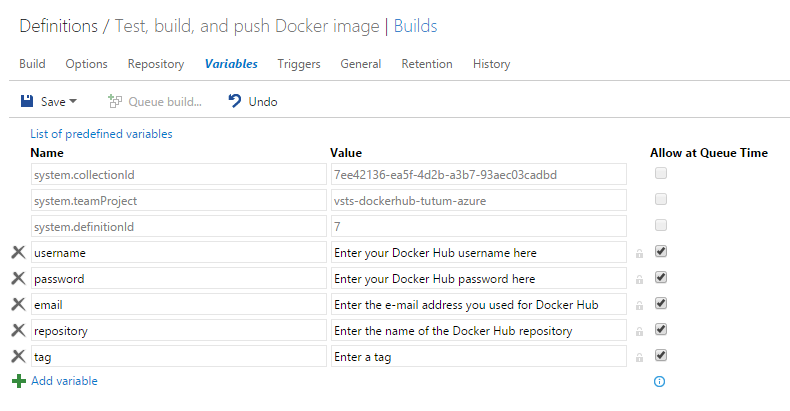 Definitions / Test, build, and push Docker image | Builds
Build Options Repository Variables Triggers General Retention History
Save Queue build... Undo
List of predefined variables
Name Value Allow at Queue Time
system.collectionId 7ee42136-ea5f-4d2b-a3b7-93aec03cadbd
system.teamProject vsts-dockerhub-tutum-azure
system.definitionId 7
username Enter your Docker Hub username here
password Enter your Docker Hub password here
email Enter the e-mail address you used for Docker Hub
repository Enter the name of the Docker Hub repository
tag Enter a tag
Add variable